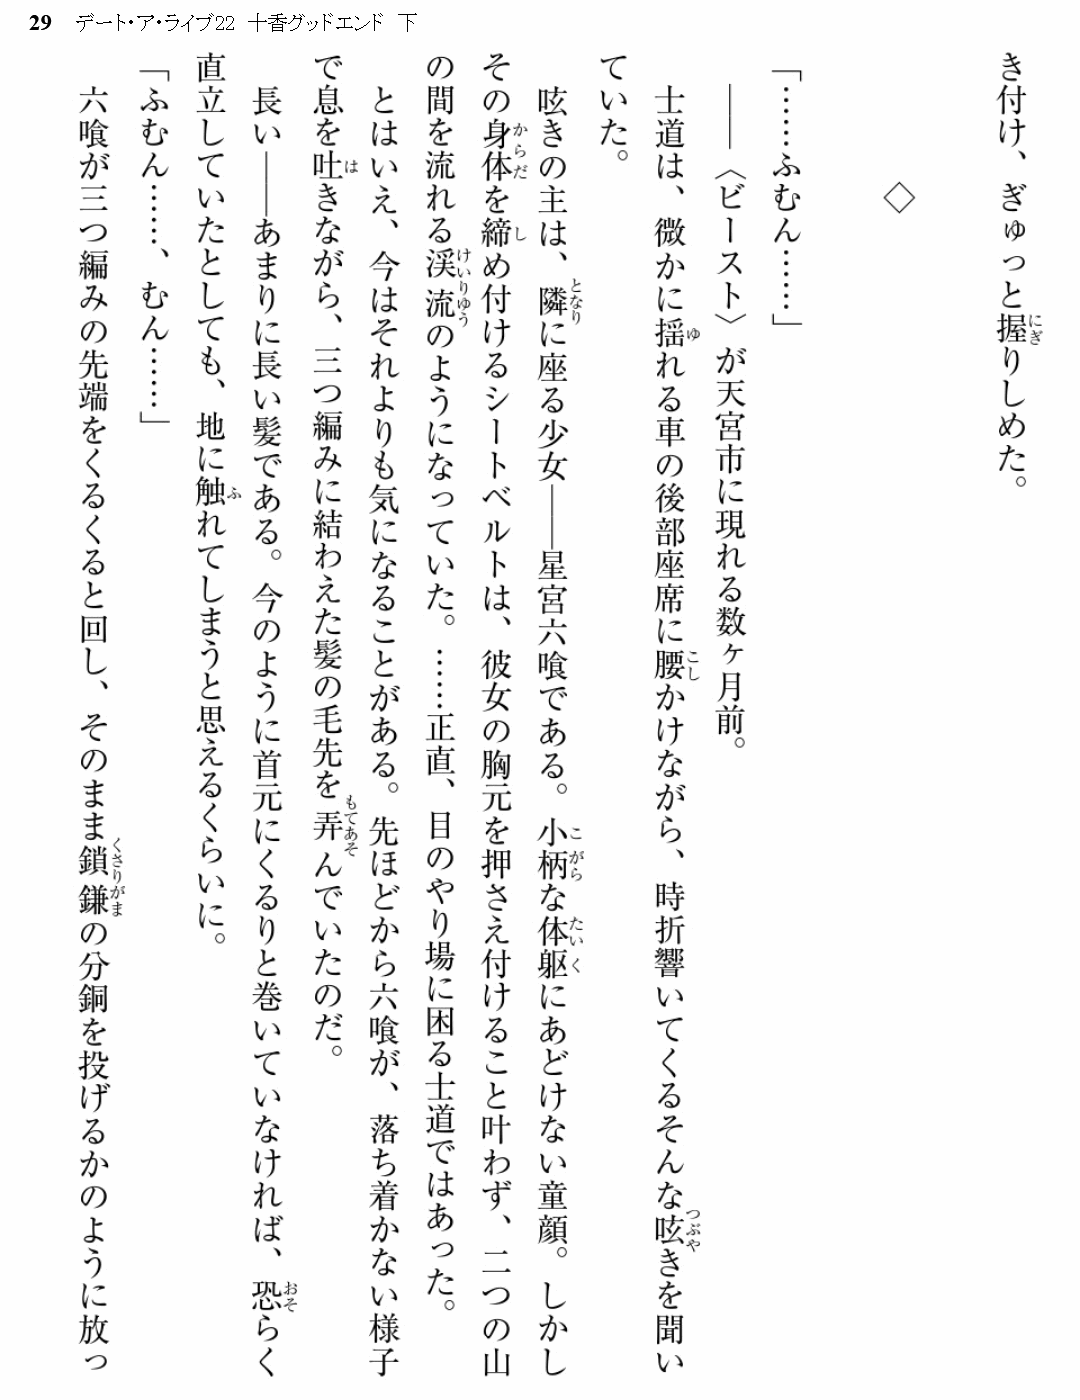 29 デート・ア・ライブ22 十香グッドエンド 下
き付け、ぎゅっと握りしめた。
◇
「……ふむん……」
――〈ビースト〉が天宮市に現れる数ヶ月前。
士道は、微かに揺れる車の後部座席に腰かけながら、時折響いてくるそんな呟きを聞い
ていた。
呟きの主は、隣に座る少女――星宮六喰である。小柄な体躯にあどけない童顔。しかし
その身体を締め付けるシートベルトは、彼女の胸元を押さえ付けること叶わず、二つの山
の間を流れる渓流のようになっていた。……正直、目のやり場に困る士道ではあった。
とはいえ、今はそれよりも気になることがある。先ほどから六喰が、落ち着かない様子
で息を吐きながら、三つ編みに結わえた髪の毛先を弄んでいたのだ。
長い――あまりに長い髪である。今のように首元にくるりと巻いていなければ、恐らく
直立していたとしても、地に触れてしまうと思えるくらいに。
「ふむん……、むん……」
六喰が三つ編みの先端をくるくると回し、そのまま鎖鎌の分銅を投げるかのように放っ